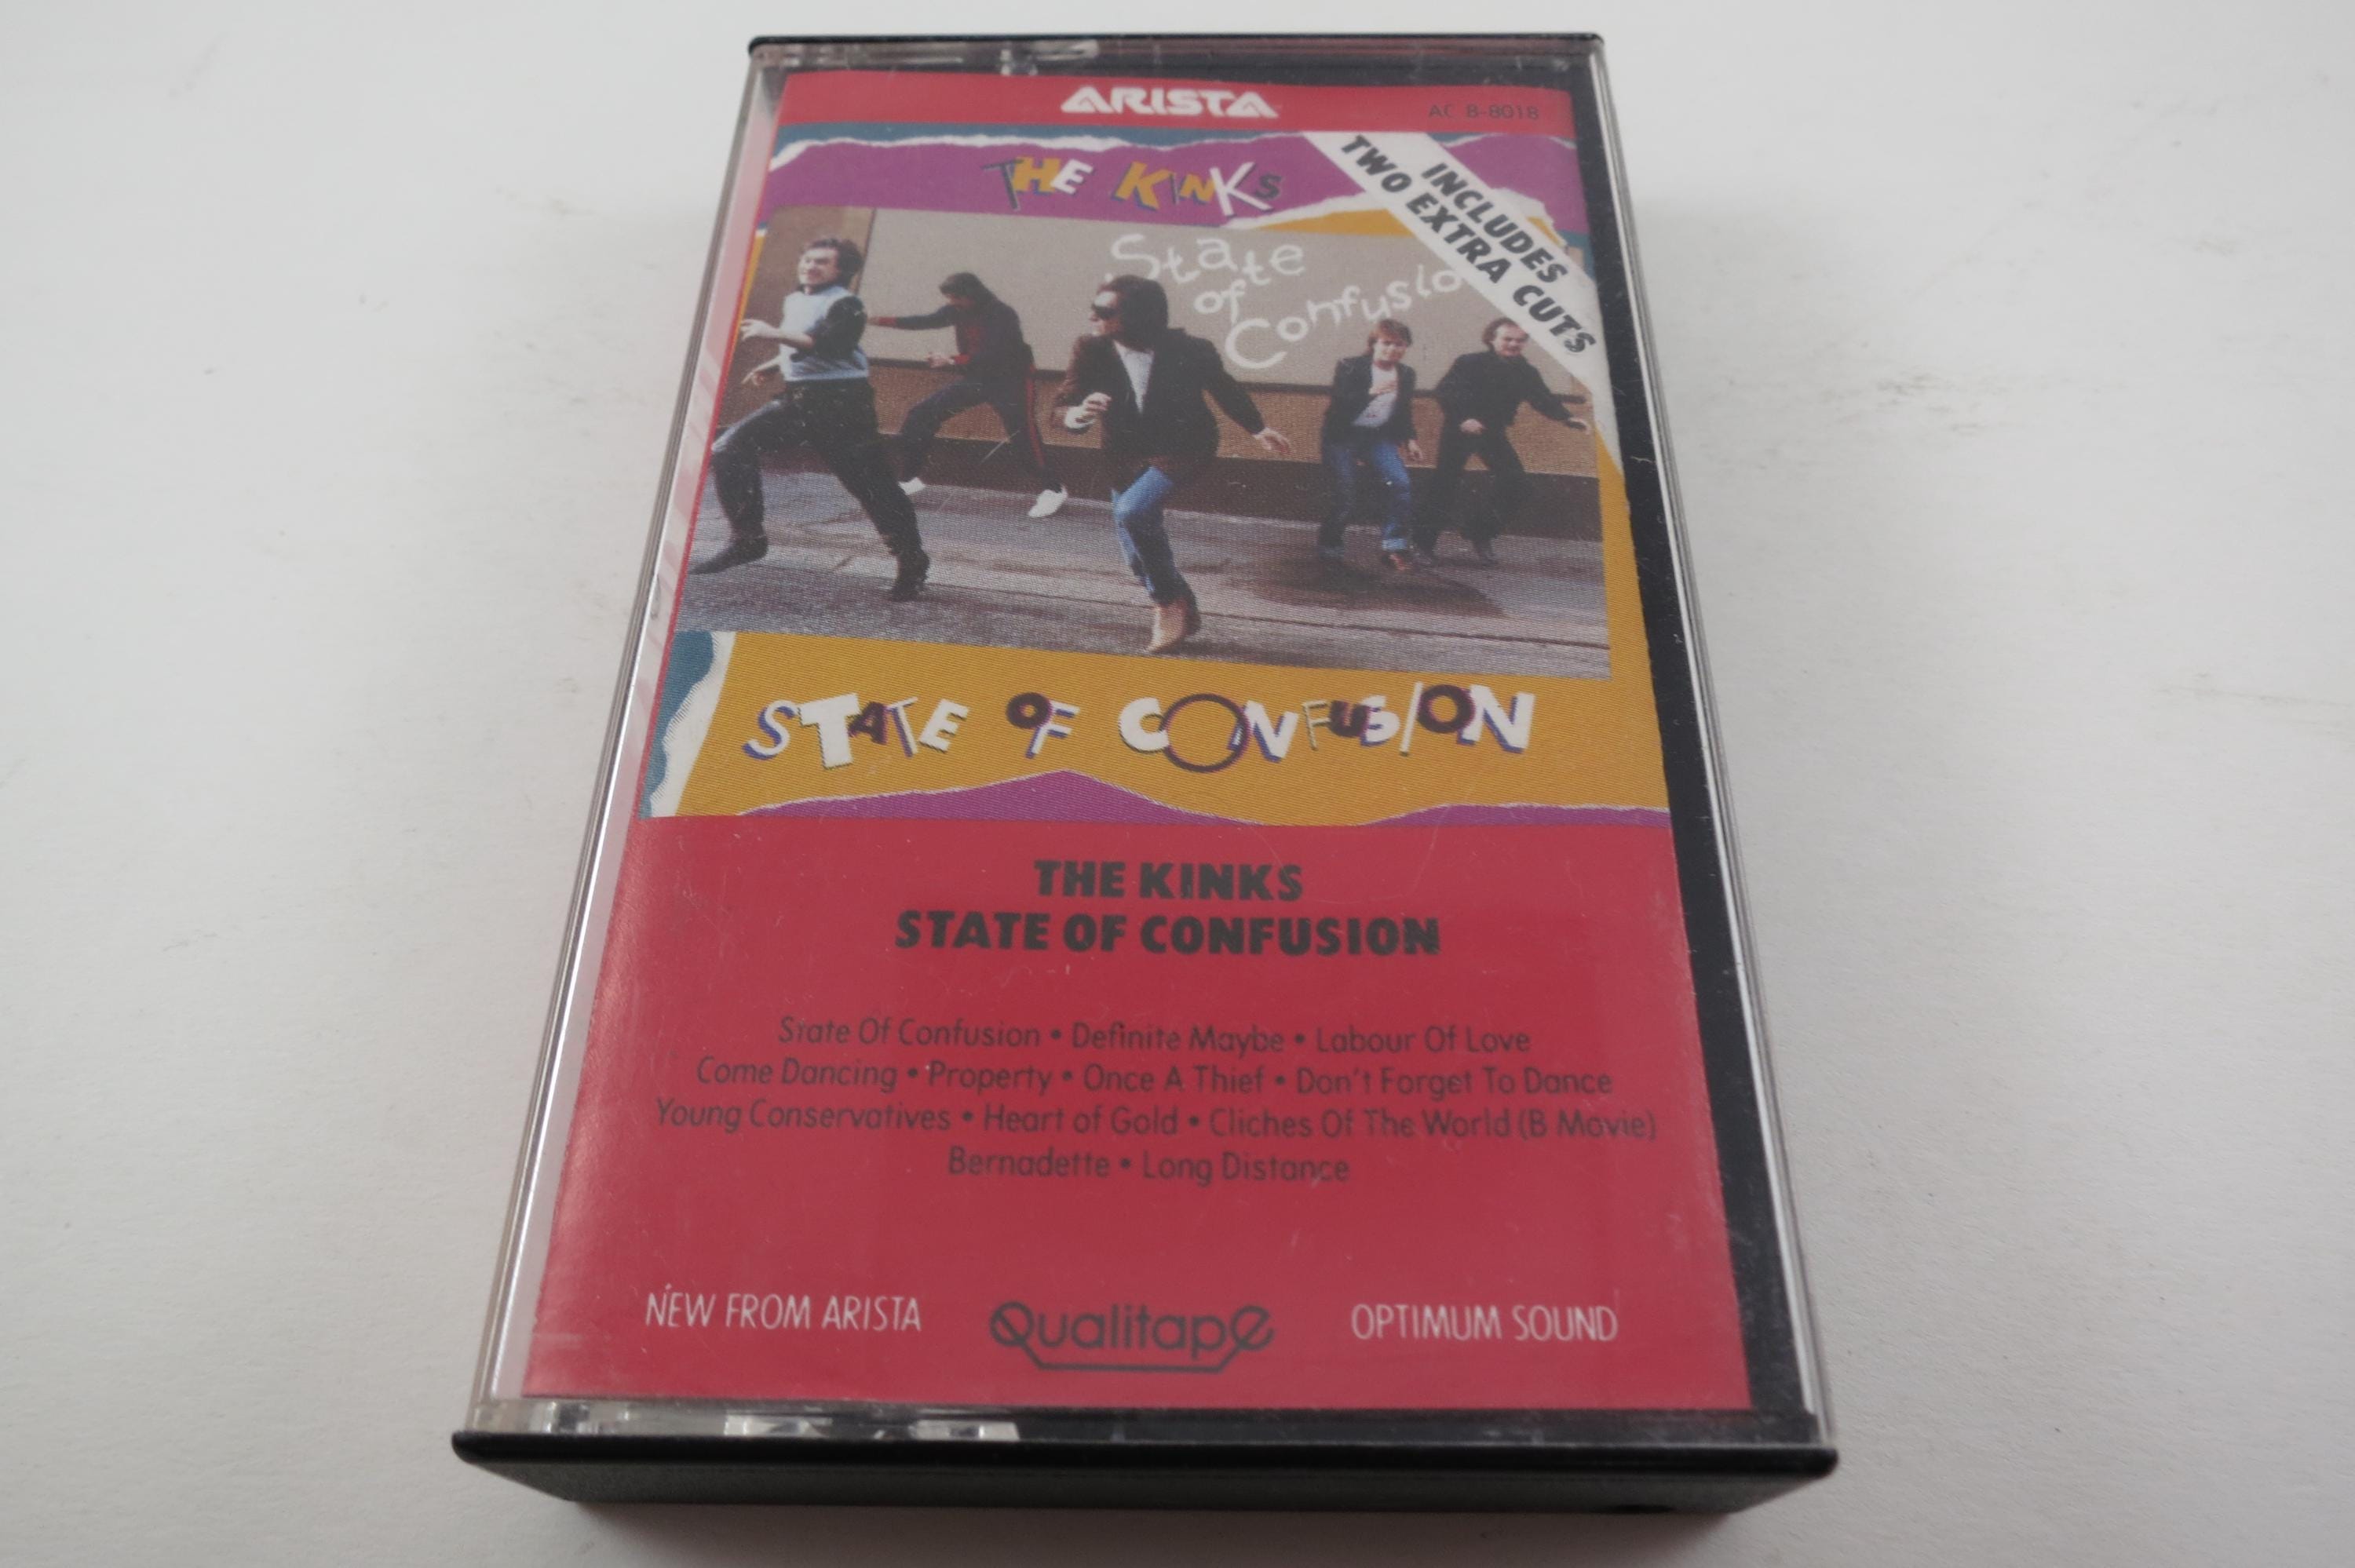 ARISTA
AC 8-8018
THE KINKS
INCLUDES
TWO EXTRA CUTS
State
of
Confusio
STATE OF CONFUSION
THE KINKS
STATE OF CONFUSION
State Of Confusion • Definite Maybe • Labour Of Love
Come Dancing • Property • Once A Thief • Don't Forget To Dance
Young Conservatives • Heart of Gold • Cliches Of The World (B Movie)
Bernadette • Long Distance
NEW FROM ARISTA
Qualitape
OPTIMUM SOUND